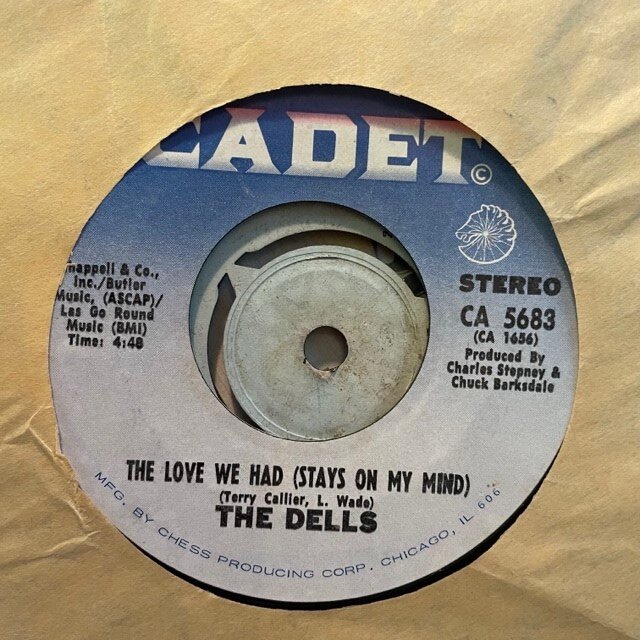 CADET ©
happell & Co.,
Inc./Butler
Music, (ASCAP)/
Las Go Round
Music (BMI)
Time: 4:48
STEREO
CA 5683
(CA 1656)
Produced By
Charles Stepney &
Chuck Barksdale
THE LOVE WE HAD (STAYS ON MY MIND)
(Terry Callier, L. Wade)
THE DELLS
MFG. BY CHESS PRODUCING CORP. CHICAGO, IL 606